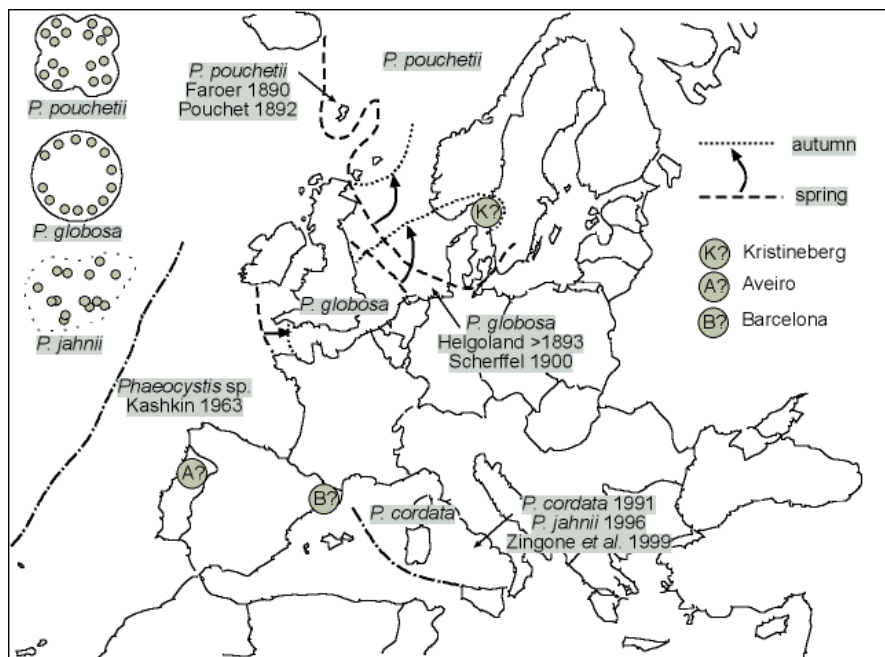 P. pouchetii
P. globosa
P. jahnii
P. pouchetii
Faroer 1890
Pouchet 1892
P. pouchetii
autumn
spring
K?
K? Kristineberg
A? Aveiro
B? Barcelona
P. globosa
P. globosa
Helgoland >1893
Scherffel 1900
Phaeocystis sp.
Kashkin 1963
A?
B?
P. cordata
P. cordata 1991
P. jahnii 1996
Zingone et al. 1999